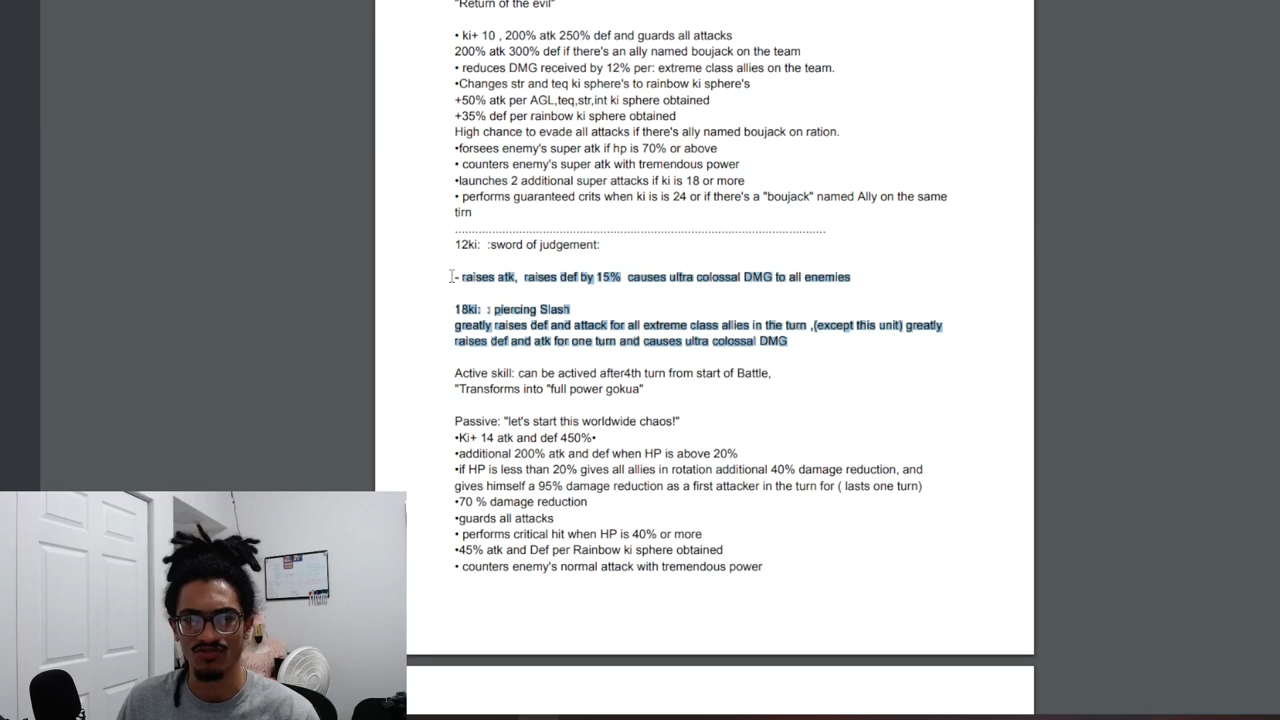 "Return of the evil"
• ki+ 10 , 200% atk 250% def and guards all attacks
200% atk 300% def if there's an ally named boujack on the team
• reduces DMG received by 12% per: extreme class allies on the team.
•Changes str and teq ki sphere's to rainbow ki sphere's
+50% atk per AGL,teq,str,int ki sphere obtained
+35% def per rainbow ki sphere obtained
High chance to evade all attacks if there's ally named boujack on ration.
•forsees enemy's super atk if hp is 70% or above
• counters enemy's super atk with tremendous power
•launches 2 additional super attacks if ki is 18 or more
• performs guaranteed crits when ki is is 24 or if there's a "boujack" named Ally on the same
tirn
12ki:  :sword of judgement:
- raises atk,  raises def by 15%  causes ultra colossal DMG to all enemies
18ki:  : piercing Slash
greatly raises def and attack for all extreme class allies in the turn ,(except this unit) greatly
raises def and atk for one turn and causes ultra colossal DMG
Active skill: can be actived after4th turn from start of Battle,
"Transforms into "full power gokua"
Passive: "let's start this worldwide chaos!"
•Ki+ 14 atk and def 450%•
•additional 200% atk and def when HP is above 20%
•if HP is less than 20% gives all allies in rotation additional 40% damage reduction, and
gives himself a 95% damage reduction as a first attacker in the turn for ( lasts one turn)
•70 % damage reduction
•guards all attacks
• performs critical hit when HP is 40% or more
•45% atk and Def per Rainbow ki sphere obtained
• counters enemy's normal attack with tremendous power